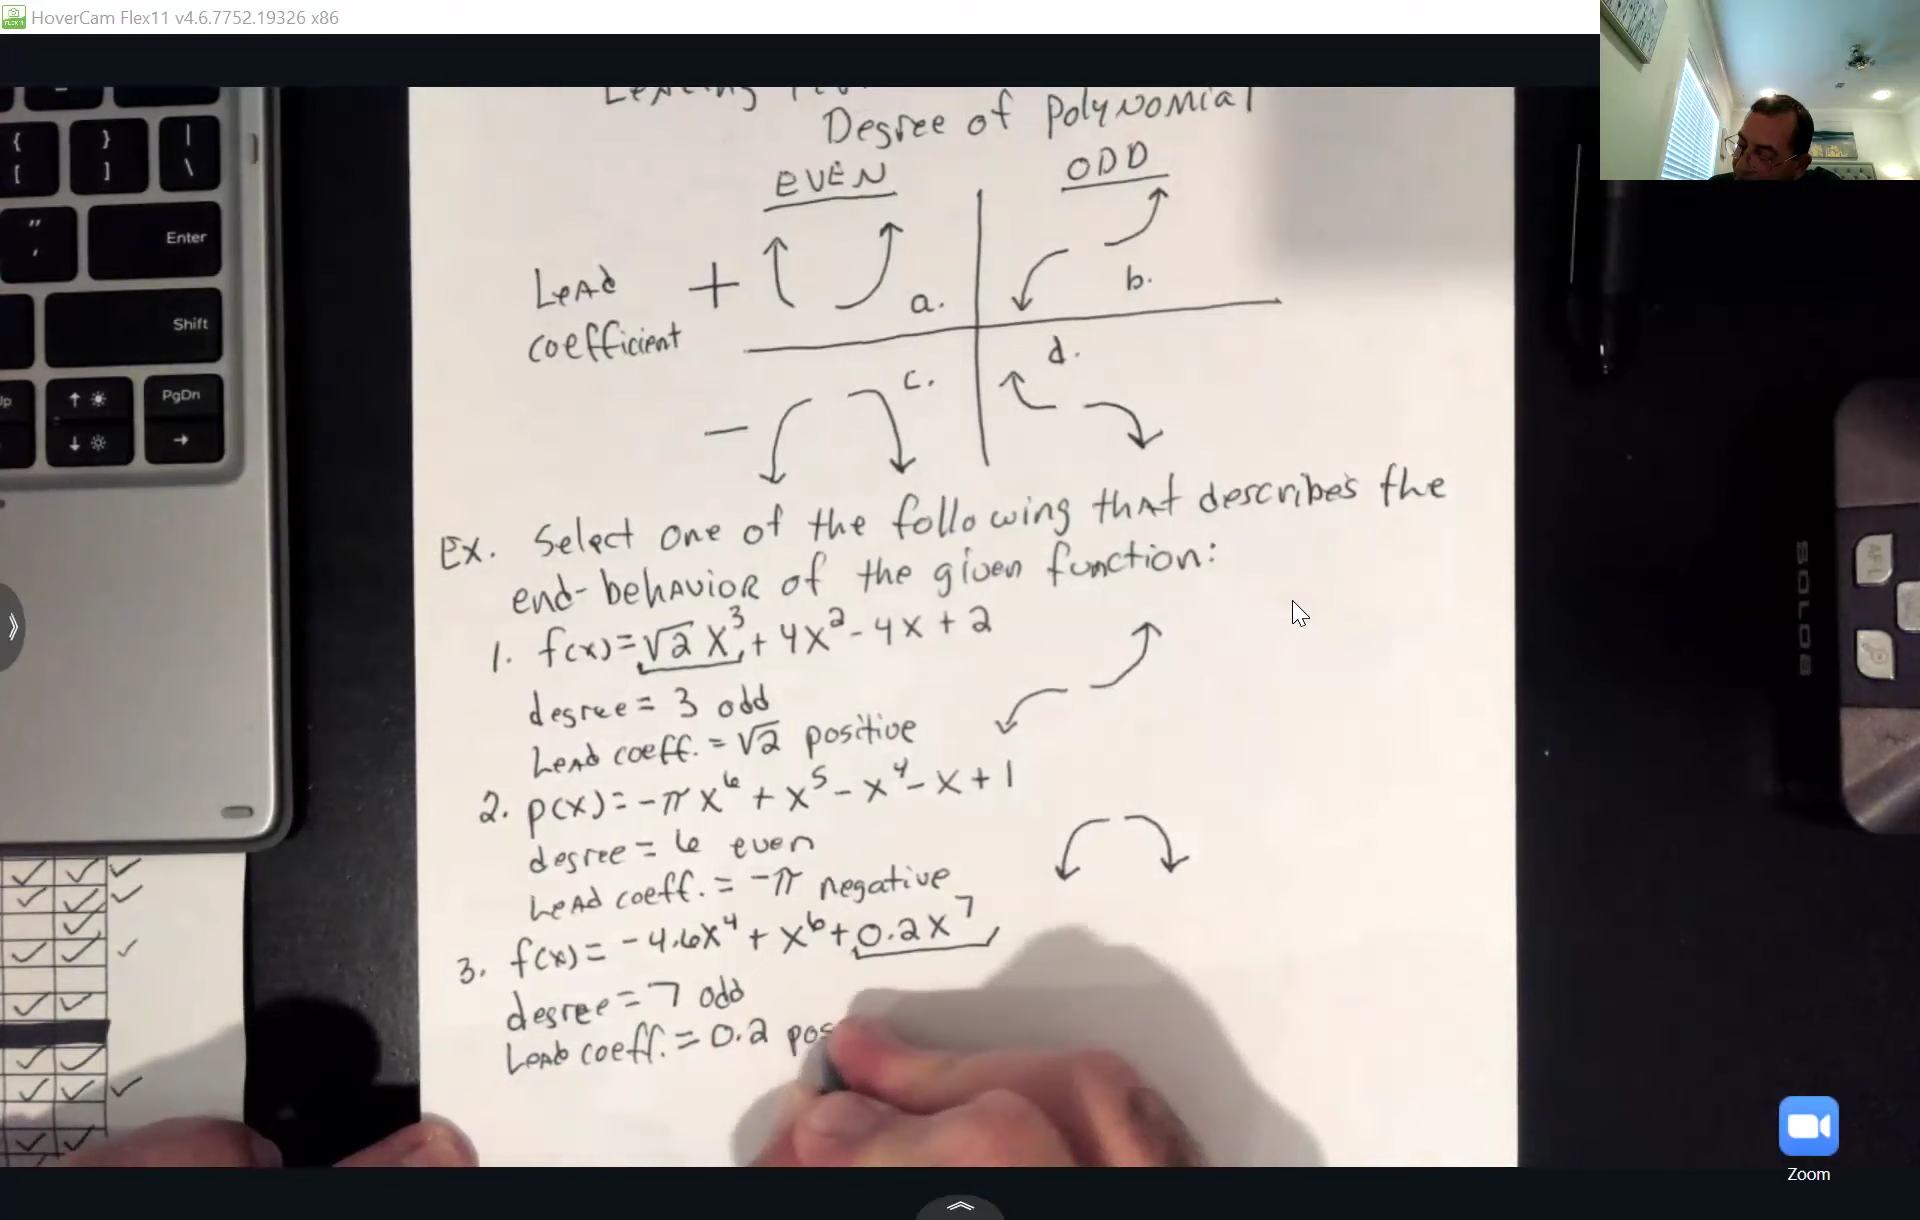 HoverCam Flex11 v4.6.7752.19326 x86
Degree of Polynomial
EVEN
ODD
Lead
coefficient
+
a.
b.
c.
d.
-
Ex. Select one of the following that describes the
end-behavior of the given function:
1. f(x)=√2 x³ + 4x² - 4x + 2
degree = 3 odd
Lead coeff. = √2 positive
2. p(x)= -πx⁶ + x⁵ - x⁴ - x + 1
degree = 6 even
Lead coeff. = -π negative
3. f(x)= -4.6x⁴ + x⁶ + 0.2x⁷
degree = 7 odd
Lead coeff. = 0.2 pos
{ [
} ]
| \
" ,
Enter
Shift
PgDn
SOLO8
Zoom